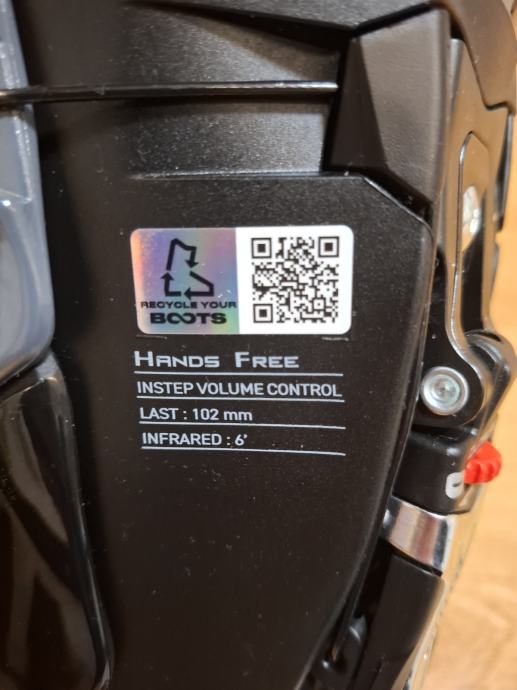 RECYCLE YOUR
BOOTS
HANDS FREE
INSTEP VOLUME CONTROL
LAST : 102 mm
INFRARED : 6'